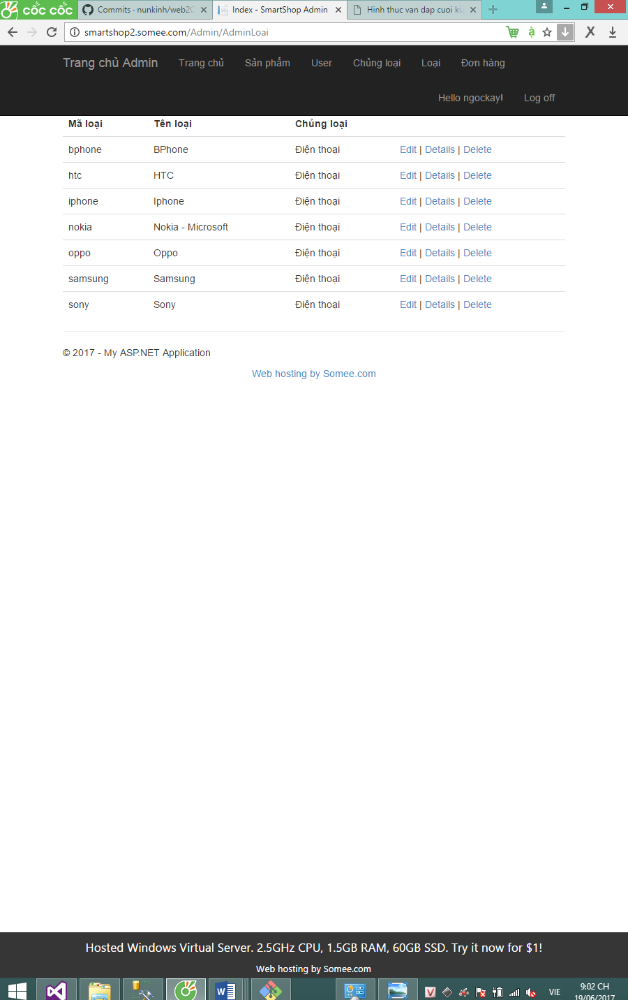 cốc cốc
Commits · nunkinh/web2C
Index - SmartShop Admin
Hinh thuc van dap cuoi ki.
smartshop2.somee.com/Admin/AdminLoai
Trang chủ Admin Trang chủ Sản phẩm User Chủng loại Loại Đơn hàng
Hello ngockay! Log off
Mã loại Tên loại Chủng loại
bphone BPhone Điện thoại Edit | Details | Delete
htc HTC Điện thoại Edit | Details | Delete
iphone Iphone Điện thoại Edit | Details | Delete
nokia Nokia - Microsoft Điện thoại Edit | Details | Delete
oppo Oppo Điện thoại Edit | Details | Delete
samsung Samsung Điện thoại Edit | Details | Delete
sony Sony Điện thoại Edit | Details | Delete
© 2017 - My ASP.NET Application
Web hosting by Somee.com
Hosted Windows Virtual Server. 2.5GHz CPU, 1.5GB RAM, 60GB SSD. Try it now for $1!
Web hosting by Somee.com
VIE
9:02 CH
19/06/2017